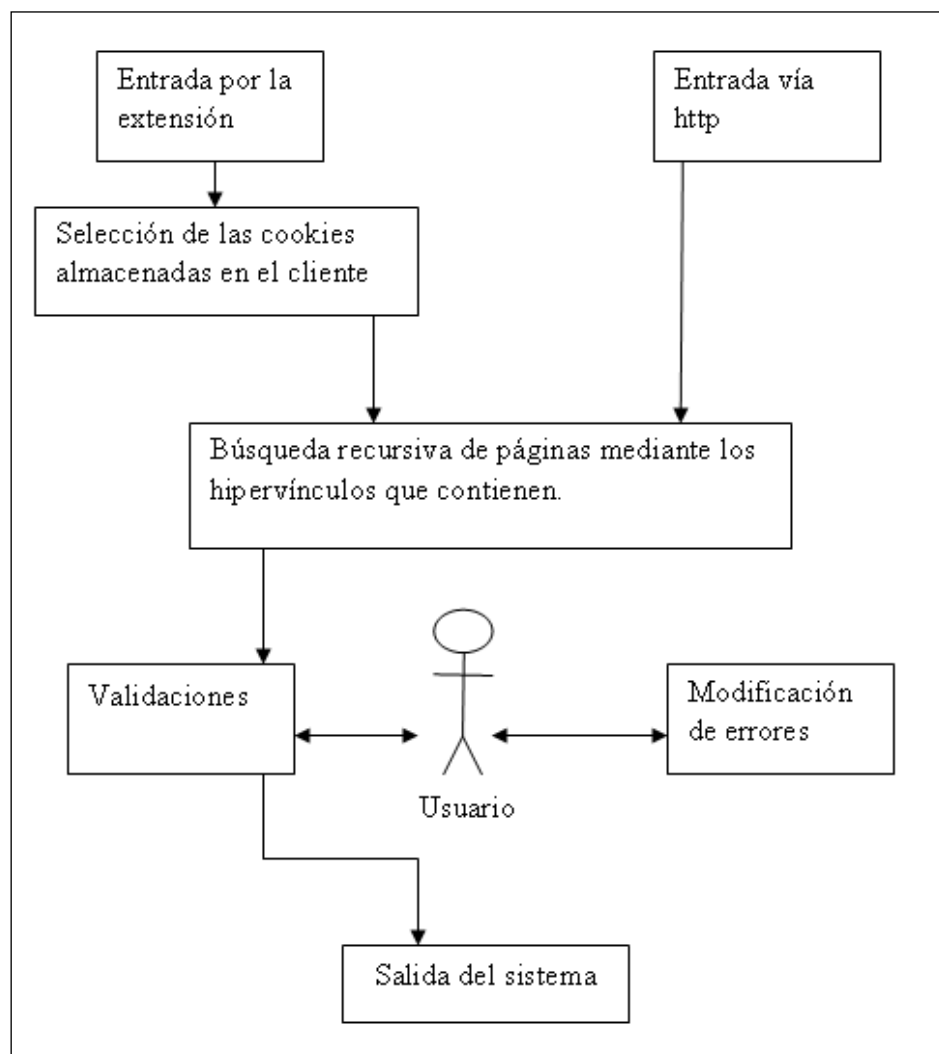 Entrada por la
extensión
Entrada vía
http
Selección de las cookies
almacenadas en el cliente
Búsqueda recursiva de páginas mediante los
hipervínculos que contienen.
Validaciones
Modificación
de errores
Usuario
Salida del sistema